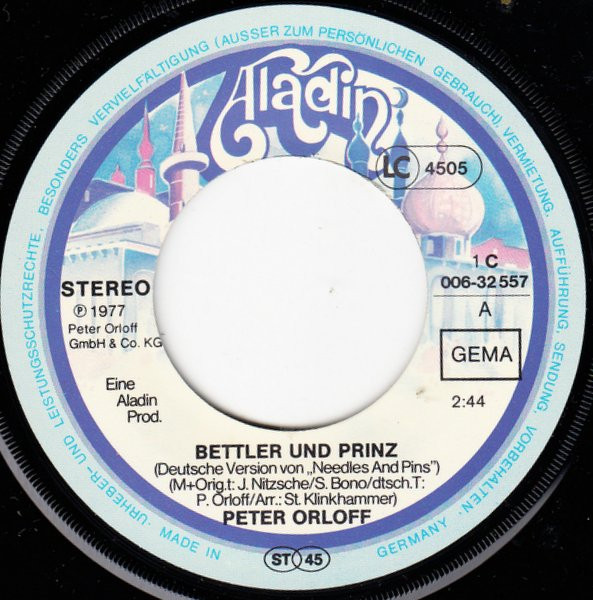 URHEBER- UND LEISTUNGSSCHUTZRECHTE, BESONDERS VERVIELFÄLTIGUNG (AUSSER ZUM PERSÖNLICHEN GEBRAUCH), VERMIETUNG, AUFFÜHRUNG, SENDUNG VORBEHALTEN·
Aladin
LC 4505
STEREO
℗ 1977
Peter Orloff
GmbH & Co. KG
1 C
006-32 557
A
GEMA
2:44
Eine
Aladin
Prod.
BETTLER UND PRINZ
(Deutsche Version von „Needles And Pins")
(M+Orig.t: J. Nitzsche/S. Bono/dtsch.T:
P. Orloff/Arr.: St. Klinkhammer)
PETER ORLOFF
ST 45
·MADE IN GERMANY·